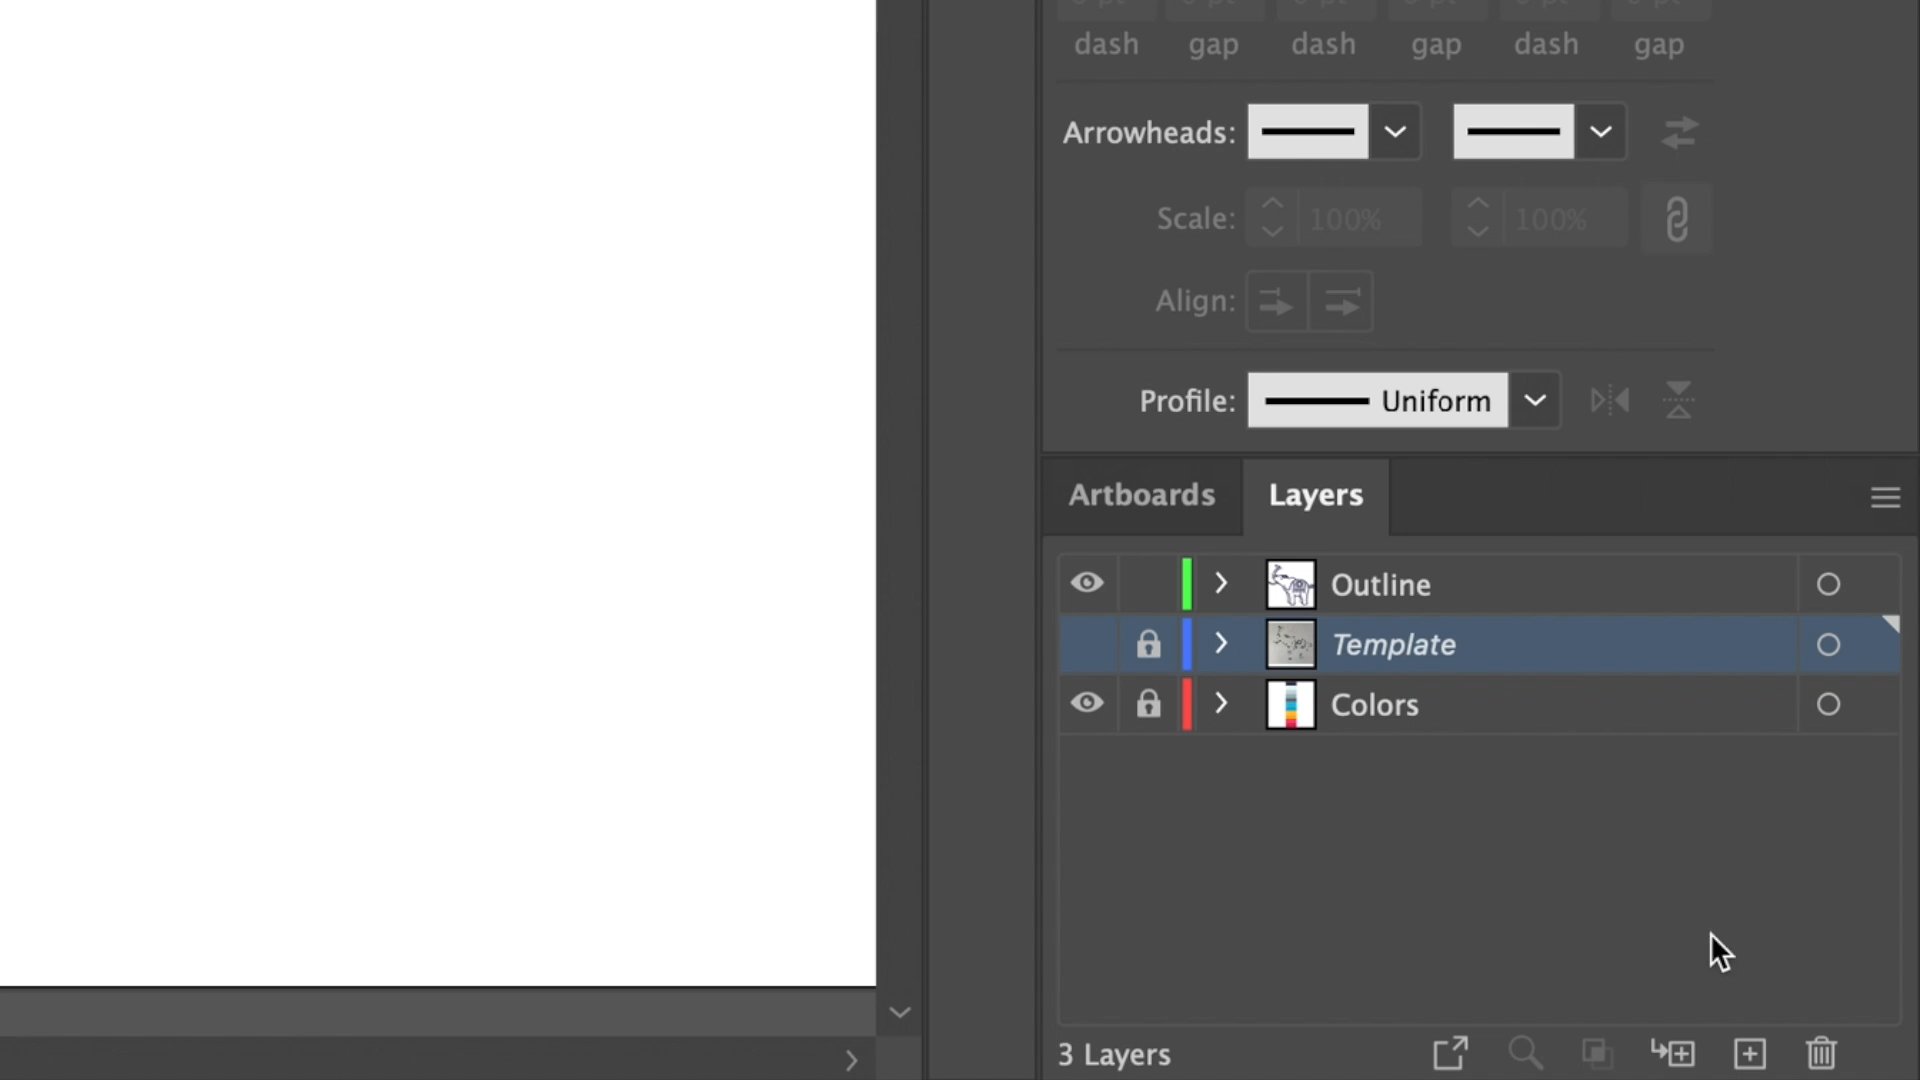 dash gap dash gap dash gap
Arrowheads:
Scale: 100% 100%
Align:
Profile: Uniform
Artboards Layers
Outline
Template
Colors
3 Layers